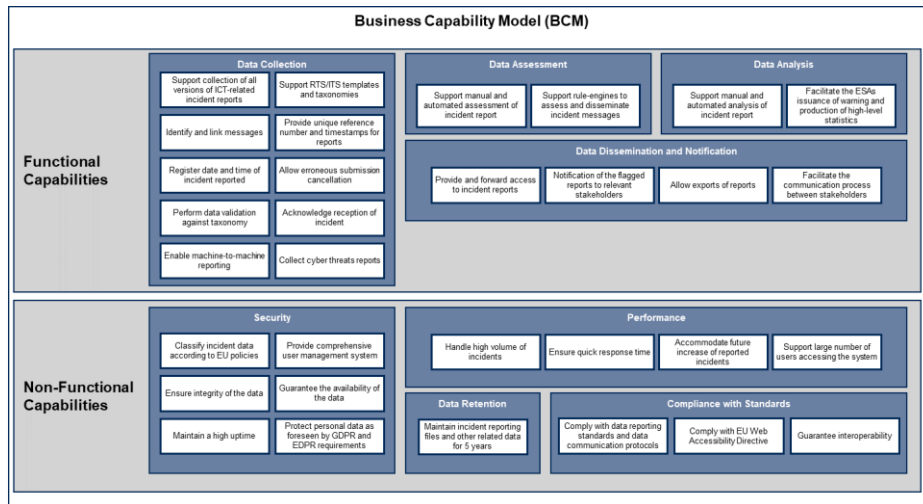 Business Capability Model (BCM)
Functional
Capabilities
Data Collection
Support collection of all
versions of ICT-related
incident reports
Support RTS/ITS templates
and taxonomies
Identify and link messages
Provide unique reference
number and timestamps for
reports
Register date and time of
incident reported
Allow erroneous submission
cancellation
Perform data validation
against taxonomy
Acknowledge reception of
incident
Enable machine-to-machine
reporting
Collect cyber threats reports
Data Assessment
Support manual and
automated assessment of
incident report
Support rule-engines to
assess and disseminate
incident messages
Data Analysis
Support manual and
automated analysis of
incident report
Facilitate the ESAs
issuance of warning and
production of high-level
statistics
Data Dissemination and Notification
Provide and forward access
to incident reports
Notification of the flagged
reports to relevant
stakeholders
Allow exports of reports
Facilitate the
communication process
between stakeholders
Non-Functional
Capabilities
Security
Classify incident data
according to EU policies
Provide comprehensive
user management system
Ensure integrity of the data
Guarantee the availability of
the data
Maintain a high uptime
Protect personal data as
foreseen by GDPR and
EDPR requirements
Performance
Handle high volume of
incidents
Ensure quick response time
Accommodate future
increase of reported
incidents
Support large number of
users accessing the system
Data Retention
Maintain incident reporting
files and other related data
for 5 years
Compliance with Standards
Comply with data reporting
standards and data
communication protocols
Comply with EU Web
Accessibility Directive
Guarantee interoperability